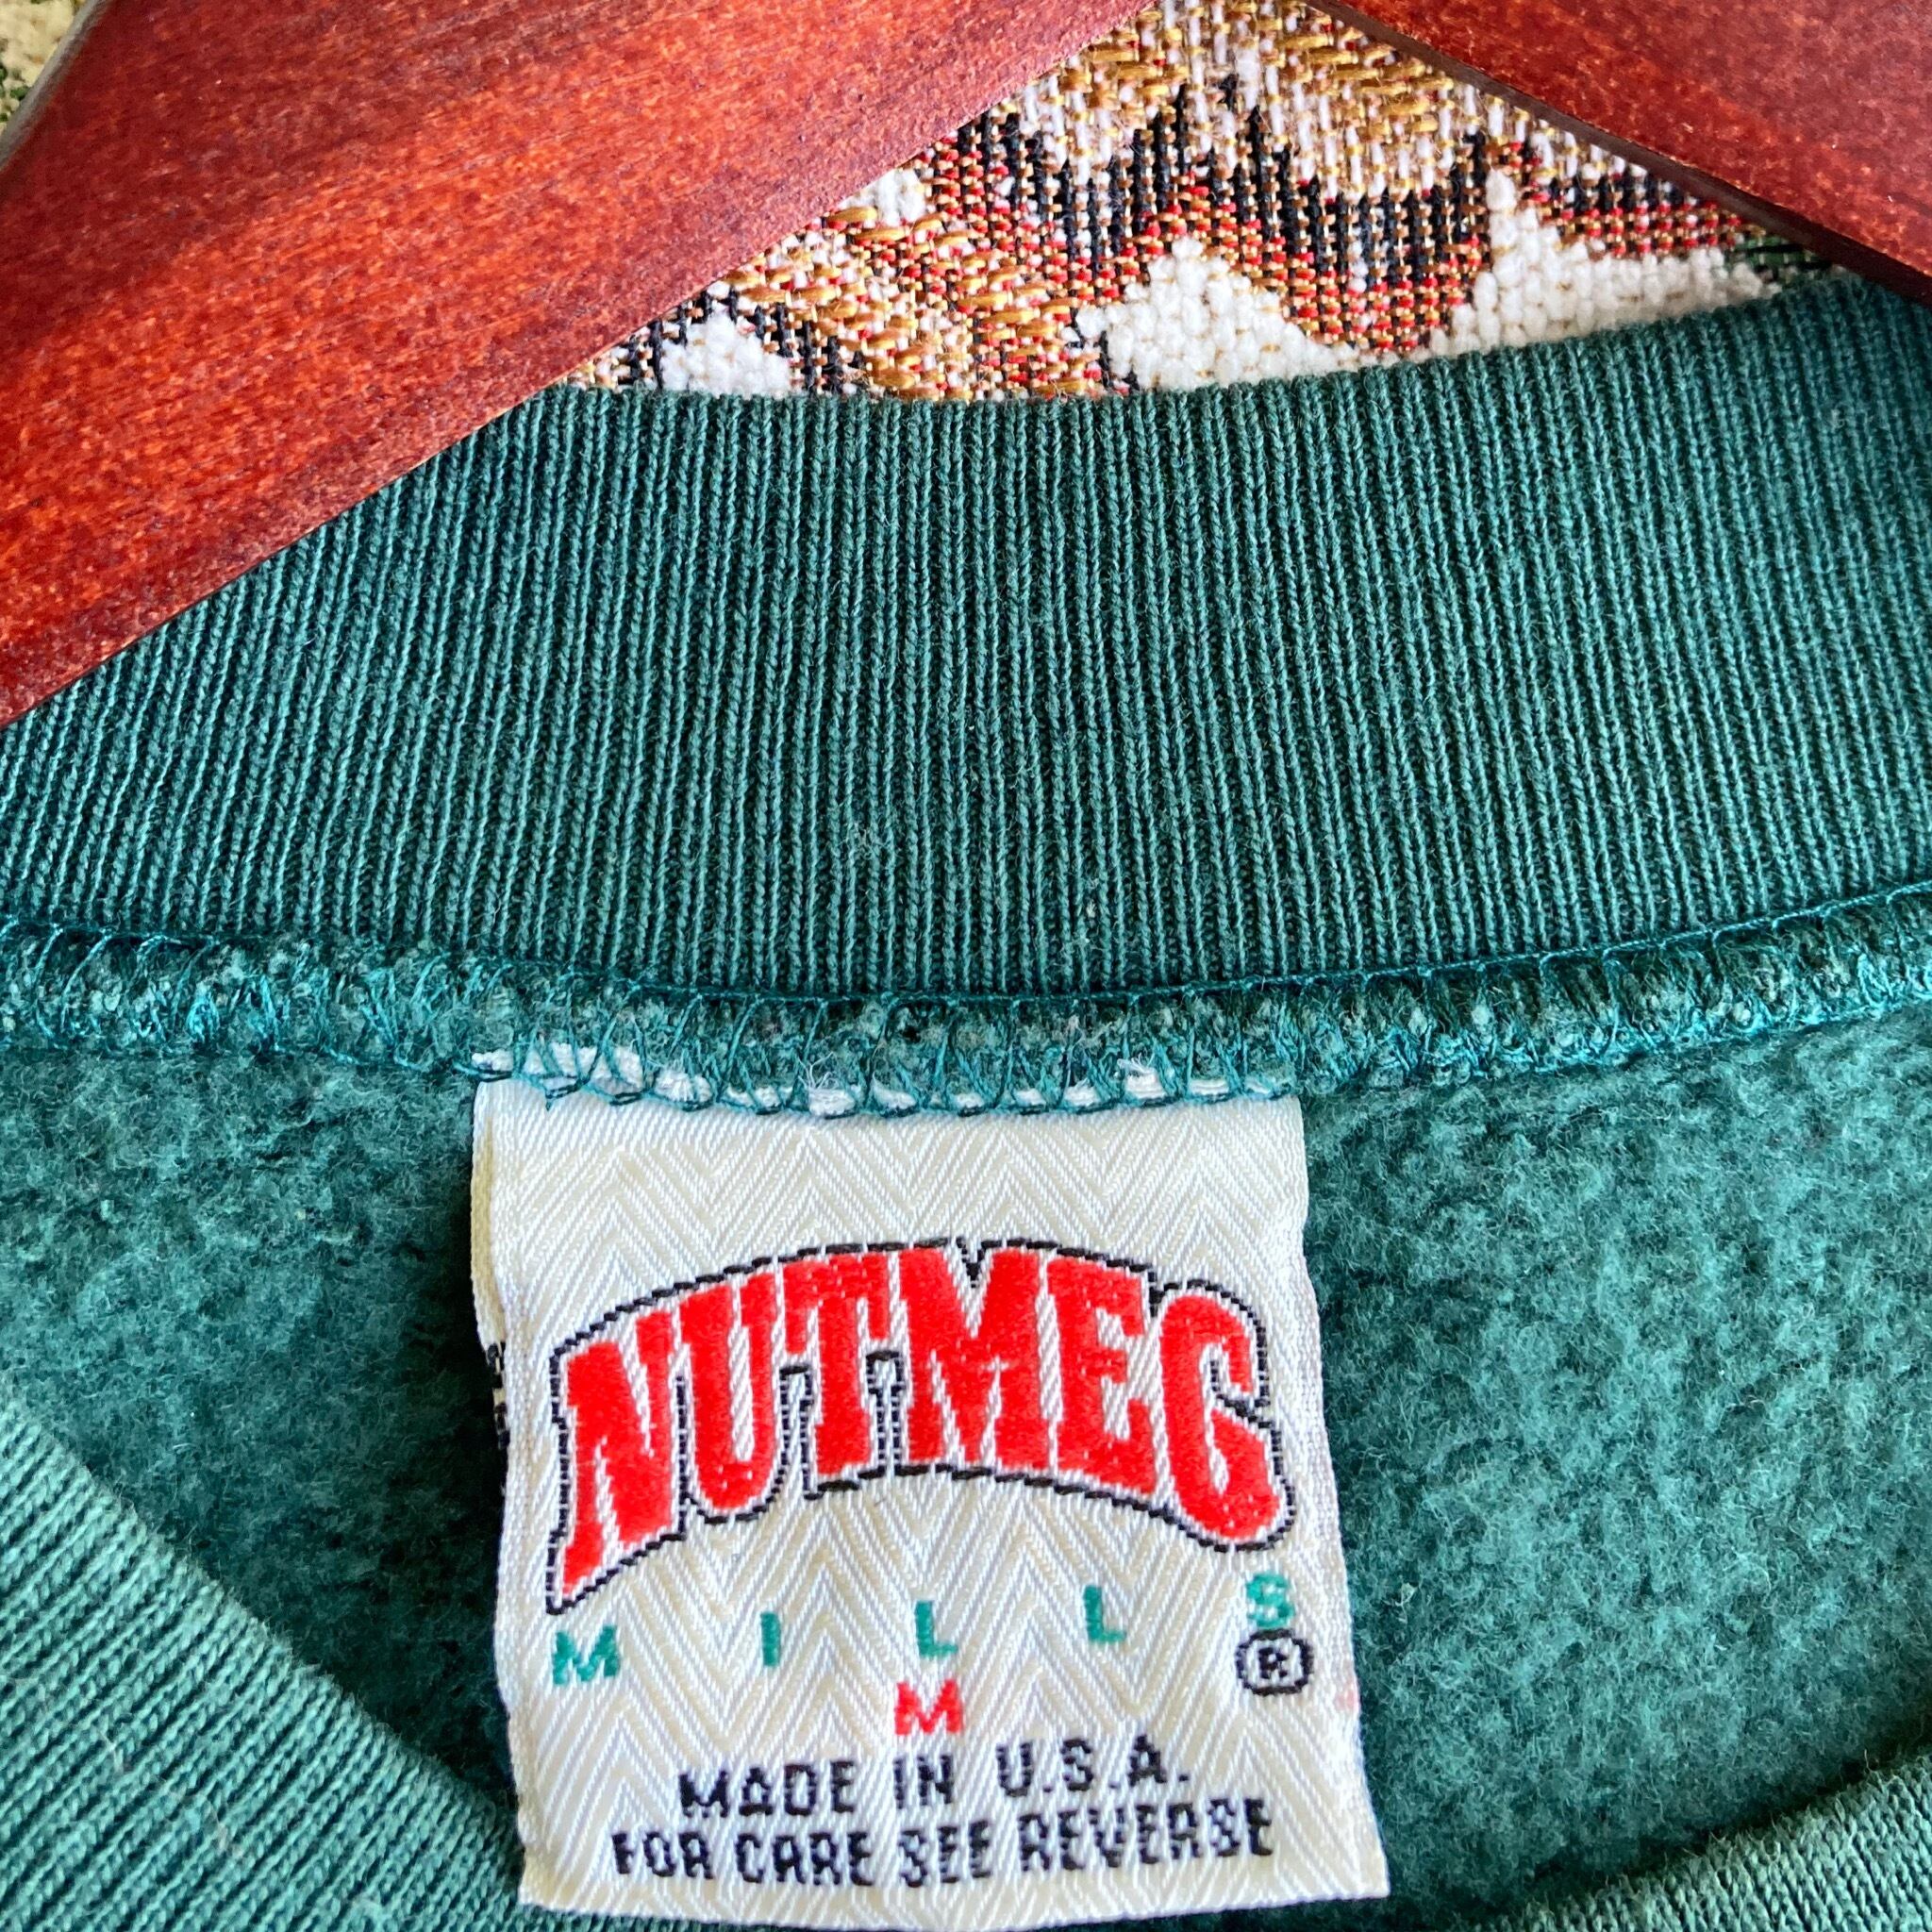 NUTMEG
MILLS
®
M
MADE IN U.S.A.
FOR CARE SEE REVERSE